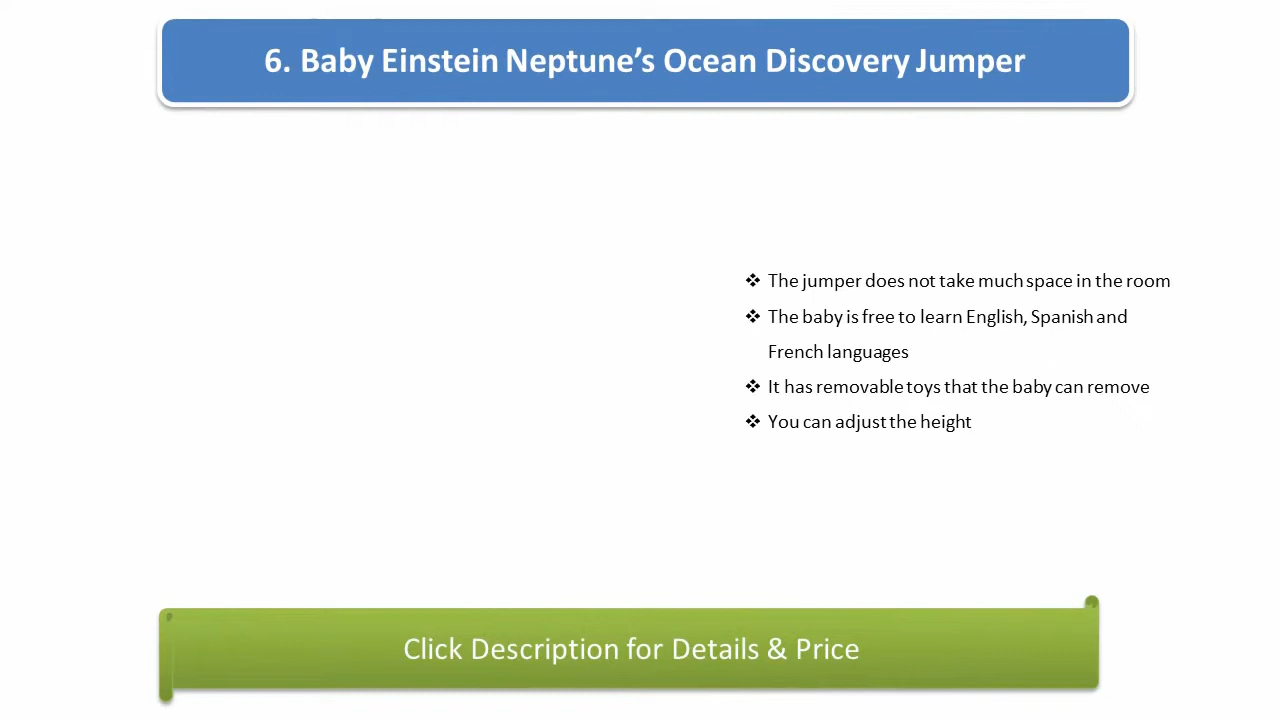 6. Baby Einstein Neptune’s Ocean Discovery Jumper
❖ The jumper does not take much space in the room
❖ The baby is free to learn English, Spanish and
French languages
❖ It has removable toys that the baby can remove
❖ You can adjust the height
Click Description for Details & Price